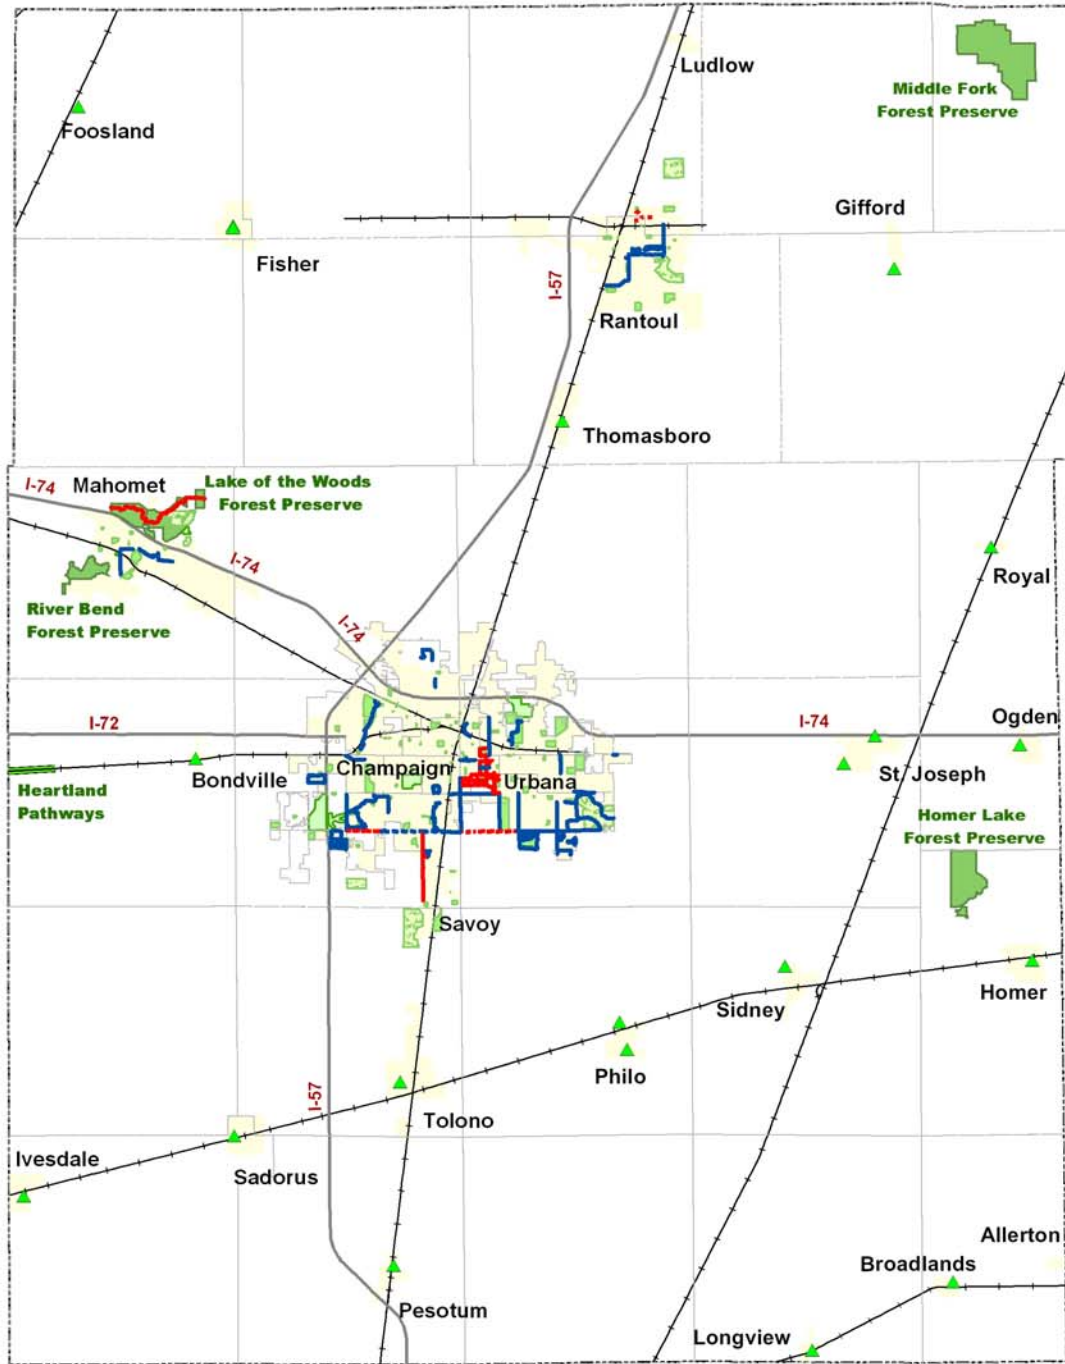 Ludlow
Middle Fork
Forest Preserve
Foosland
Gifford
Fisher
I-57
Rantoul
Thomasboro
I-74
Mahomet
Lake of the Woods
Forest Preserve
I-74
Royal
River Bend
Forest Preserve
I-74
I-72
I-74
Ogden
Bondville
Champaign
Urbana
St. Joseph
Heartland
Pathways
Homer Lake
Forest Preserve
Savoy
Sidney
Homer
Philo
I-57
Tolono
Ivesdale
Sadorus
Allerton
Broadlands
Pesotum
Longview